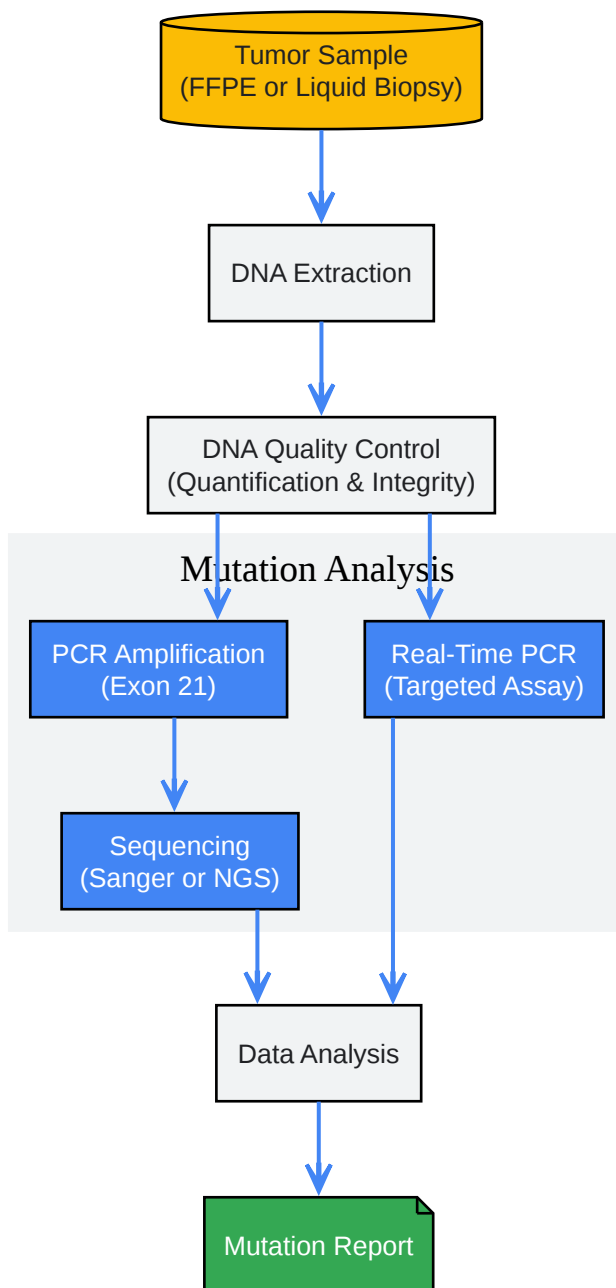 Tumor Sample
(FFPE or Liquid Biopsy)
DNA Extraction
DNA Quality Control
(Quantification & Integrity)
Mutation Analysis
PCR Amplification
(Exon 21)
Real-Time PCR
(Targeted Assay)
Sequencing
(Sanger or NGS)
Data Analysis
Mutation Report